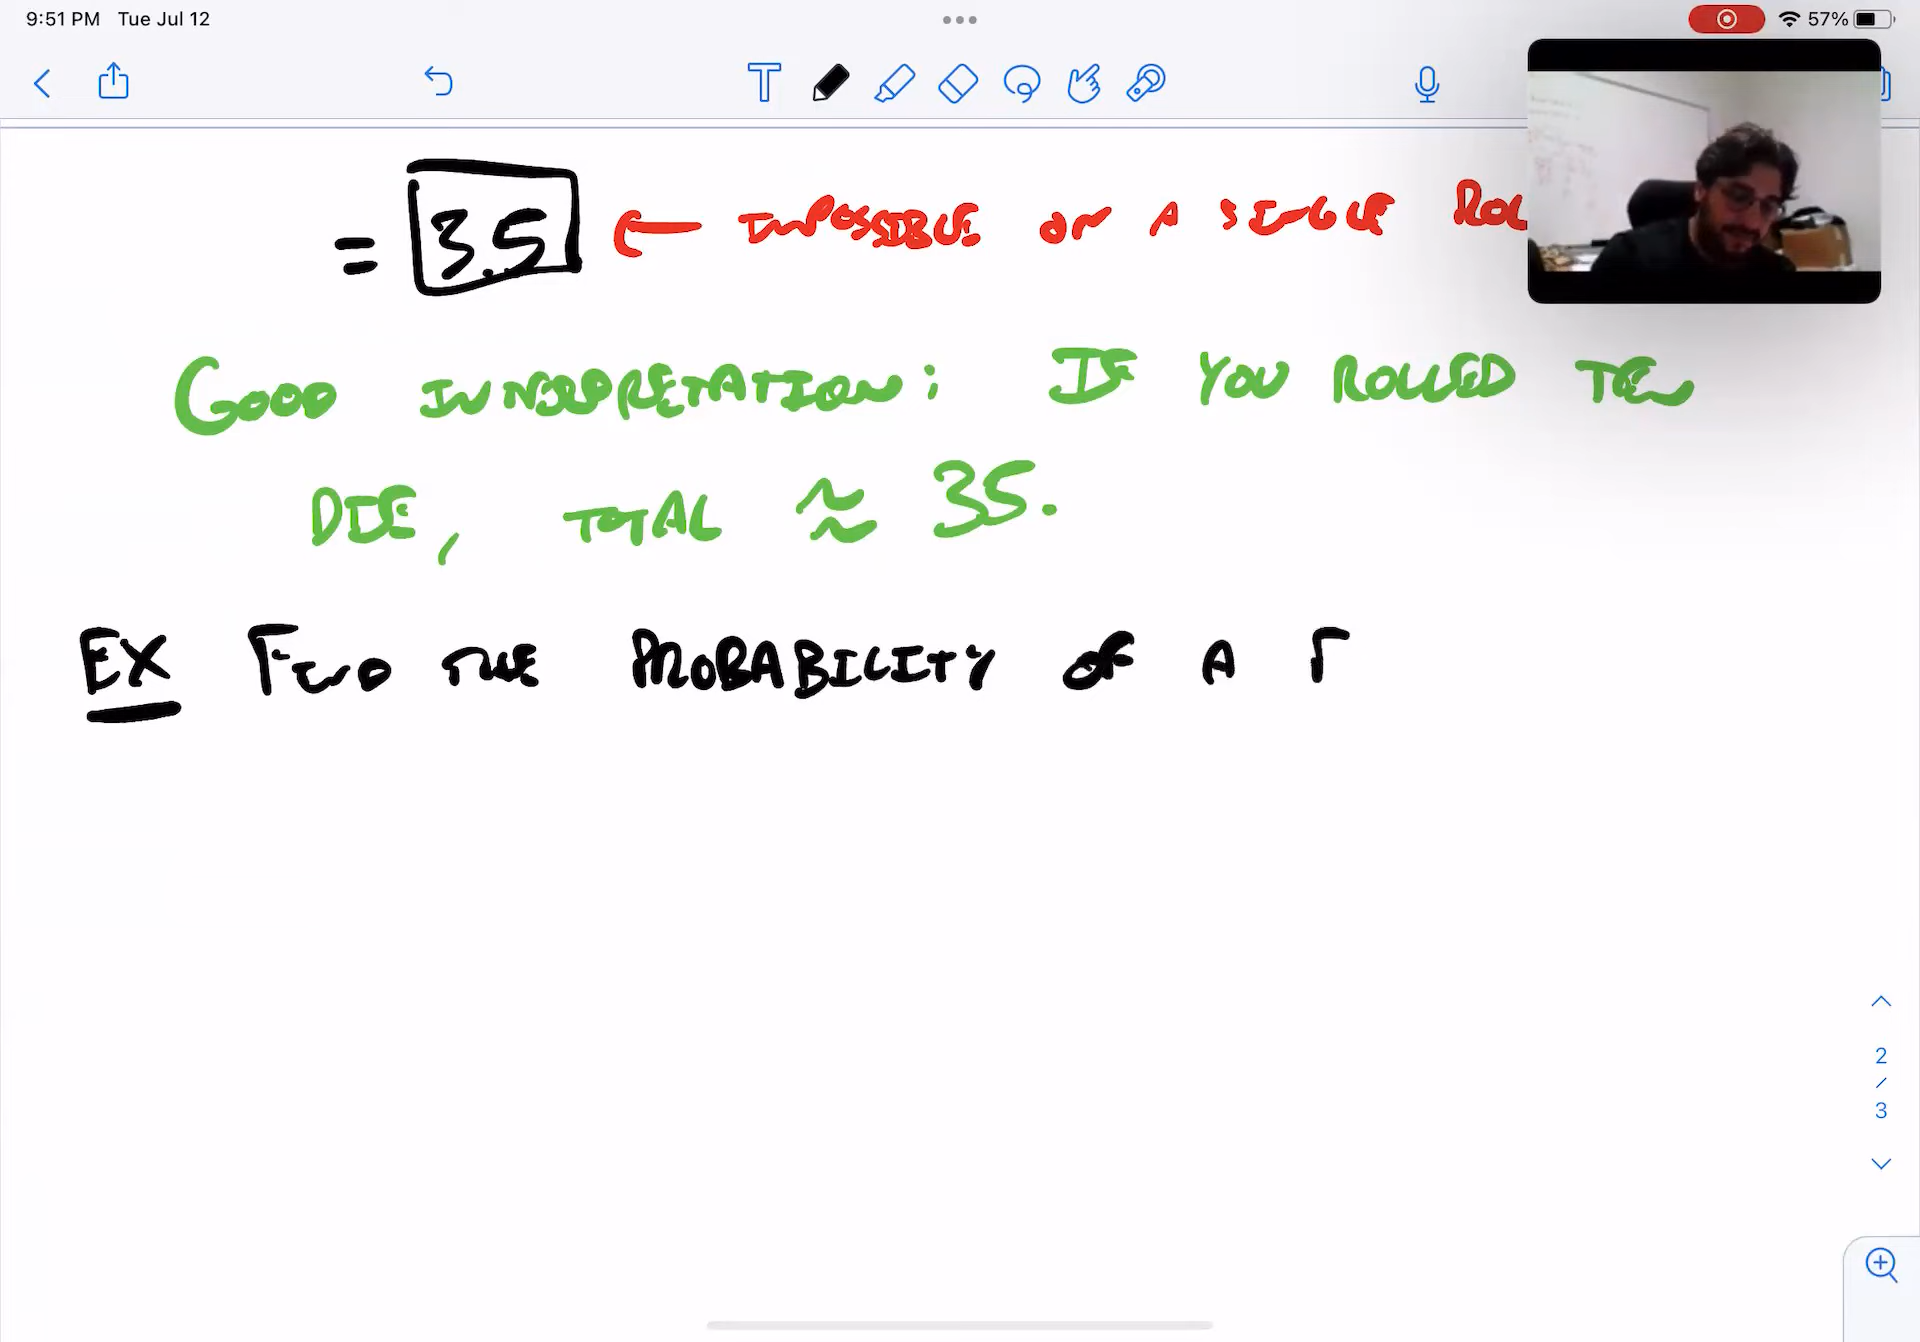 9:51 PM Tue Jul 12
57%
= 3.5 ← IMPOSSIBLE ON A SINGLE ROL
GOOD INTERPRETATION: IF YOU ROLLED TEN
DIE, TOTAL ≈ 35.
EX FIND THE PROBABILITY OF A
2
/
3